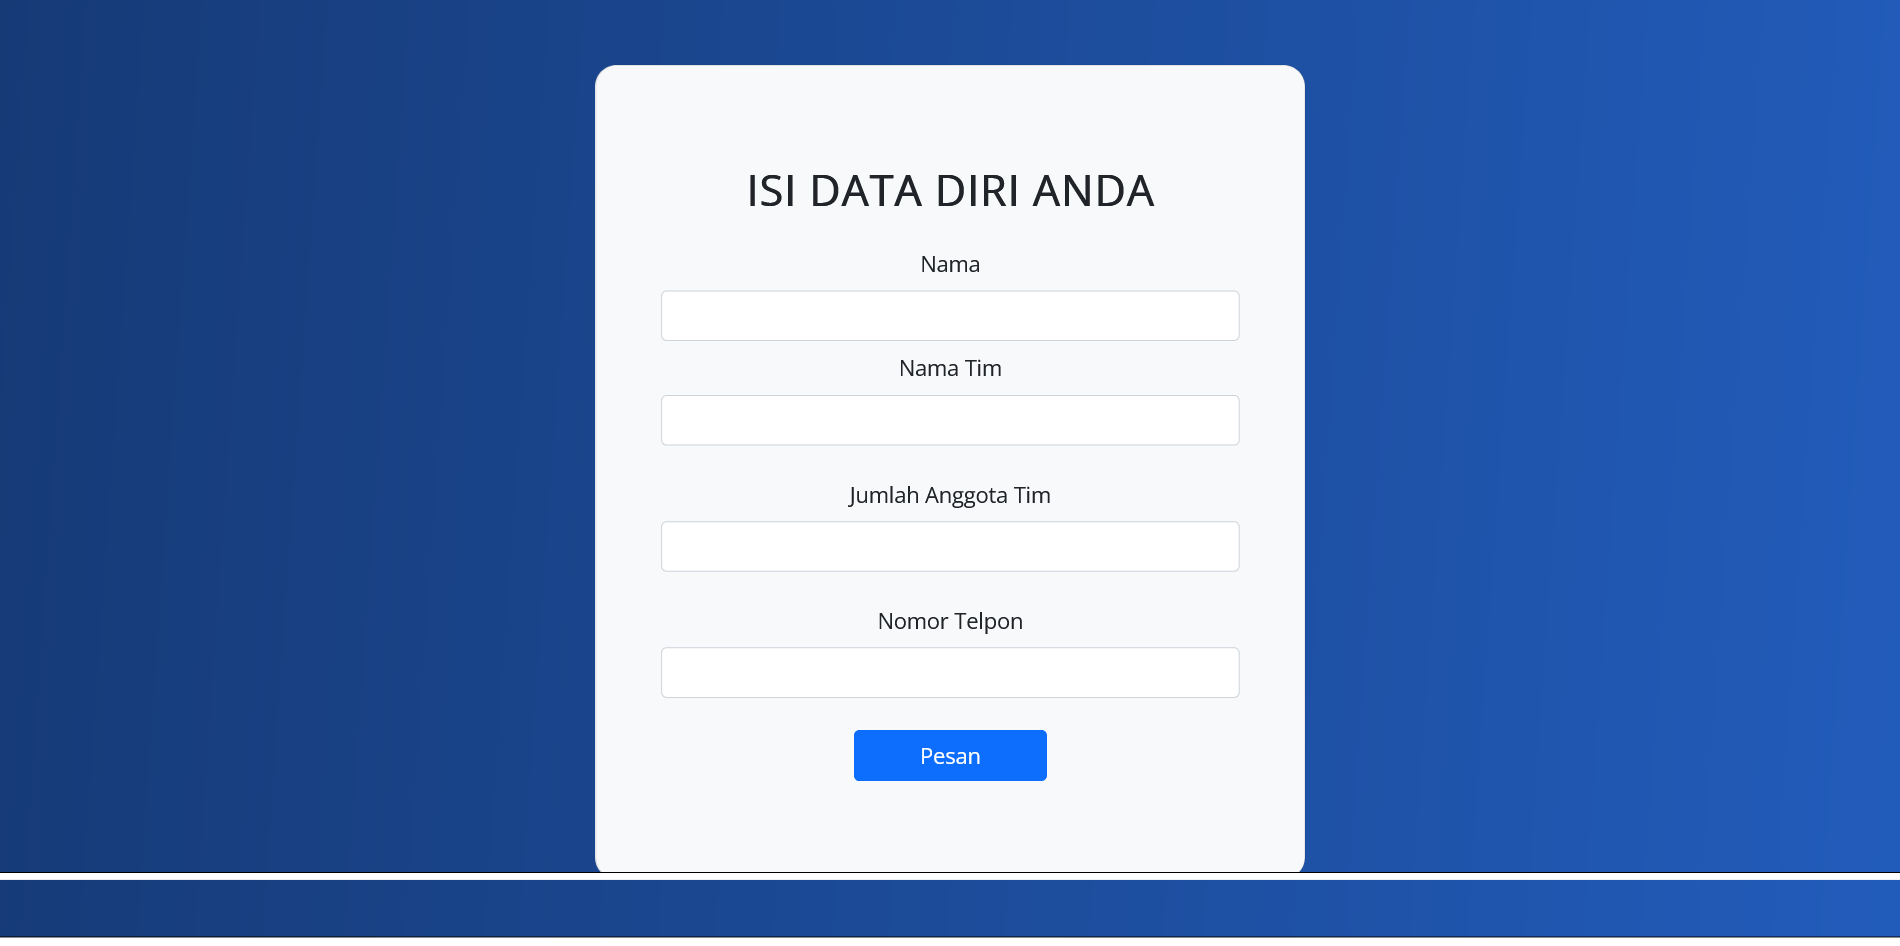 ISI DATA DIRI ANDA
Nama
Nama Tim
Jumlah Anggota Tim
Nomor Telpon
Pesan